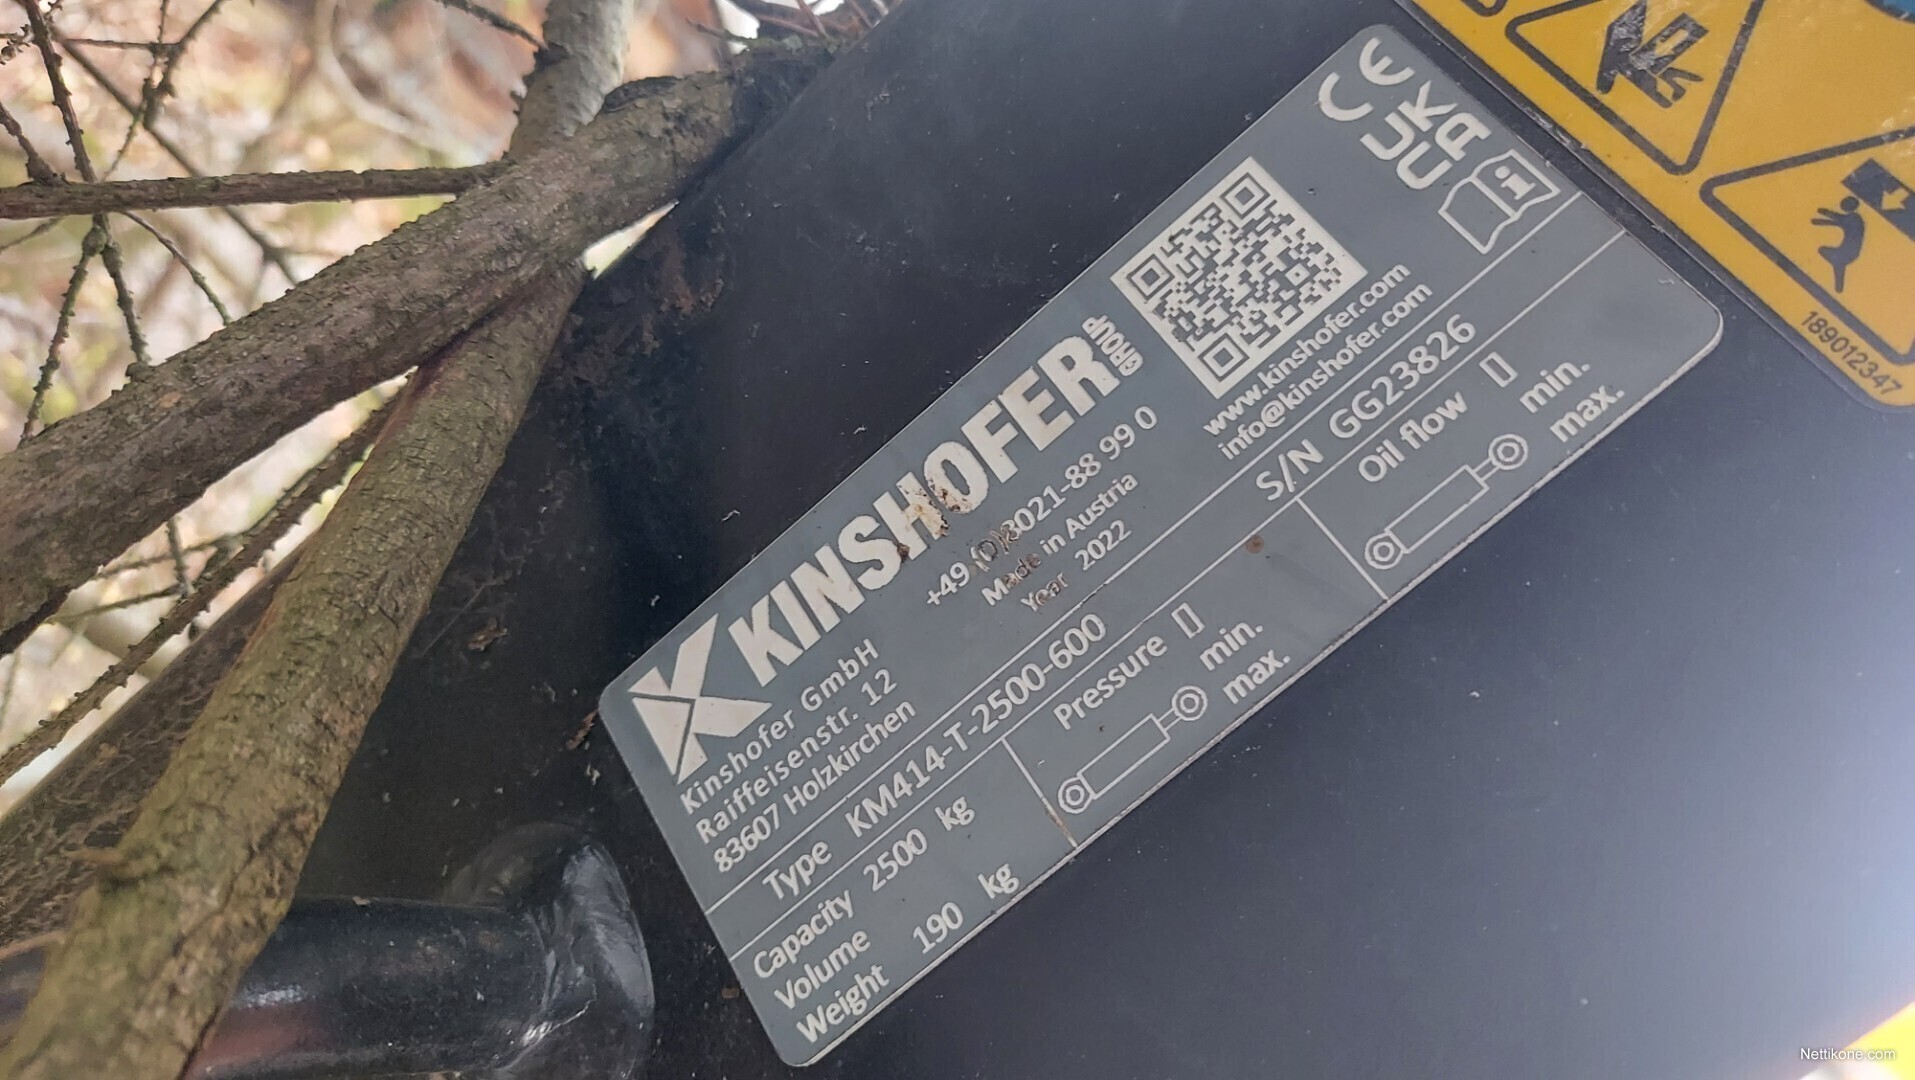 CE
UK
CA
KINSHOFER GROUP
Kinshofer GmbH
Raiffeisenstr. 12
83607 Holzkirchen
+49 (0)8021-88 99 0
Made in Austria
Year 2022
www.kinshofer.com
info@kinshofer.com
Type KM414-T-2500-600
S/N GG23826
Capacity 2500 kg
Volume
Weight 190 kg
Pressure []
min.
max.
Oil flow []
min.
max.
189012347
Nettikone.com